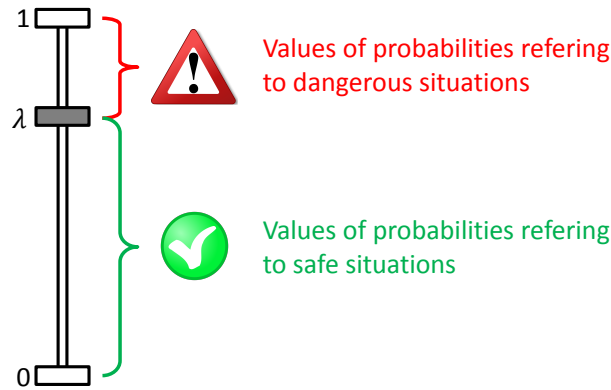 1
Values of probabilities refering
to dangerous situations
λ
Values of probabilities refering
to safe situations
0